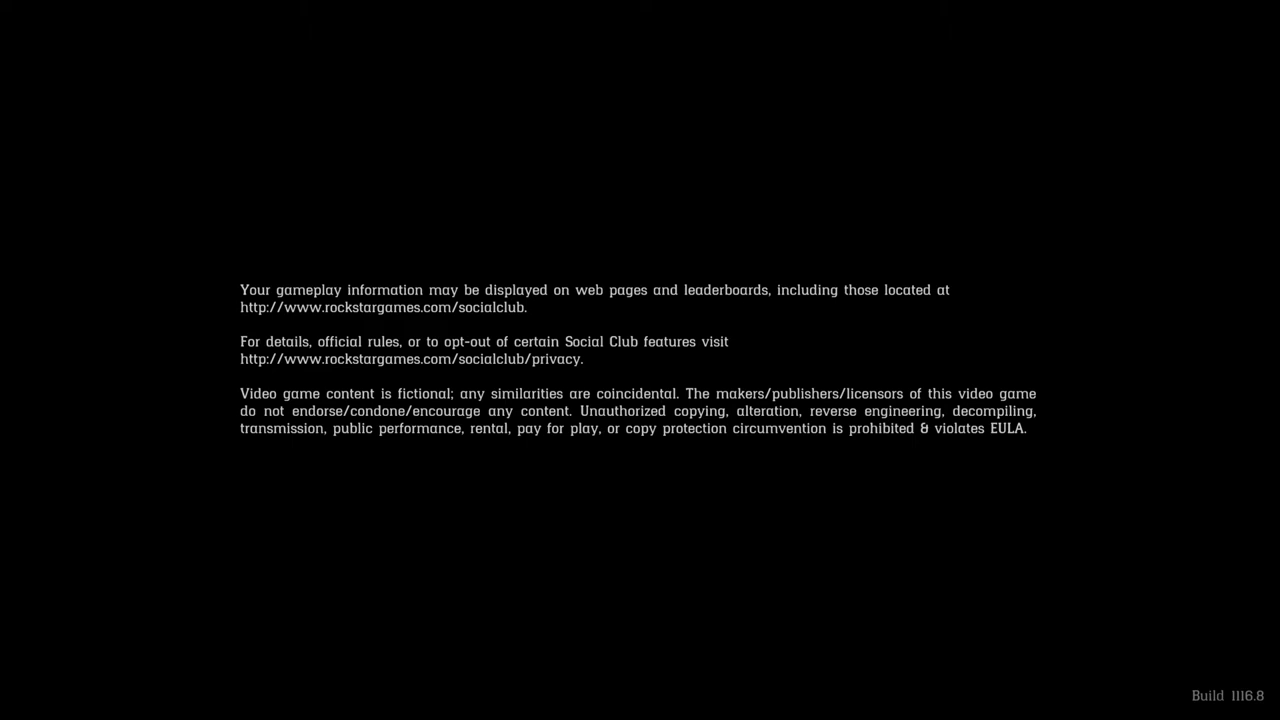 Your gameplay information may be displayed on web pages and leaderboards, including those located at
http://www.rockstargames.com/socialclub.
For details, official rules, or to opt-out of certain Social Club features visit
http://www.rockstargames.com/socialclub/privacy.
Video game content is fictional; any similarities are coincidental. The makers/publishers/licensors of this video game
do not endorse/condone/encourage any content. Unauthorized copying, alteration, reverse engineering, decompiling,
transmission, public performance, rental, pay for play, or copy protection circumvention is prohibited & violates EULA.
Build 1116.8